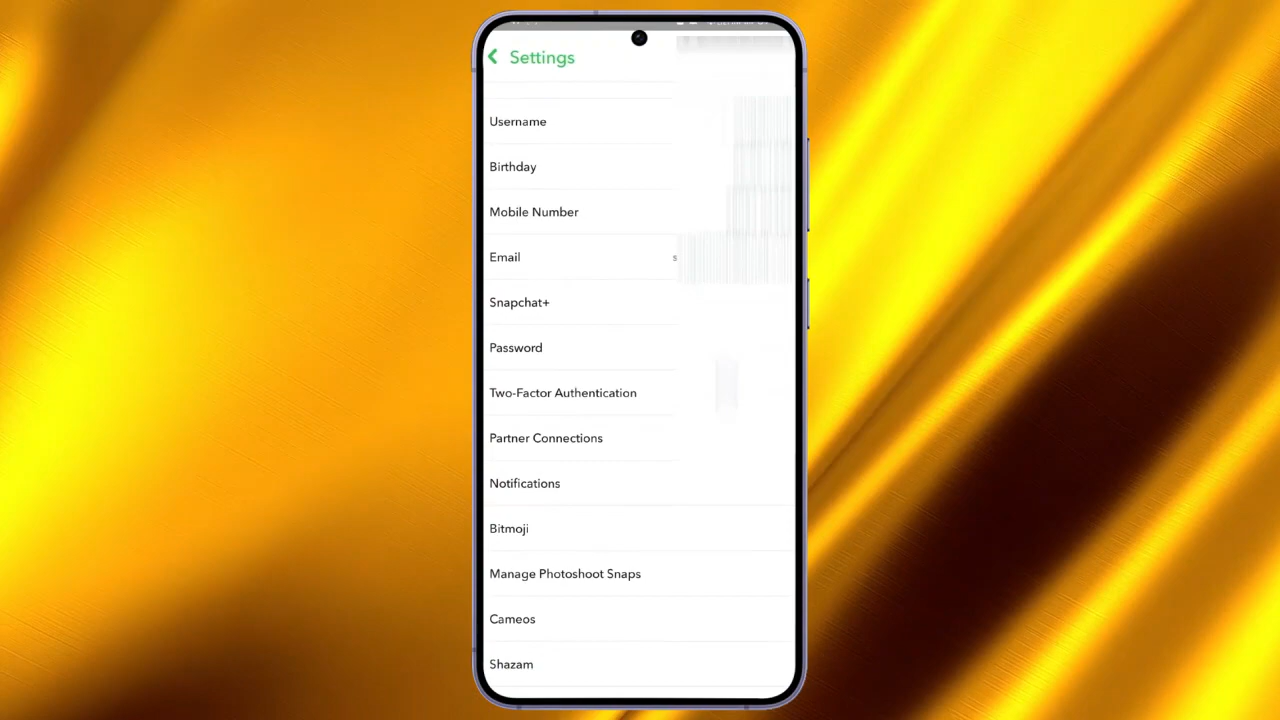 Settings
Username
Birthday
Mobile Number
Email
s
Snapchat+
Password
Two-Factor Authentication
Partner Connections
Notifications
Bitmoji
Manage Photoshoot Snaps
Cameos
Shazam